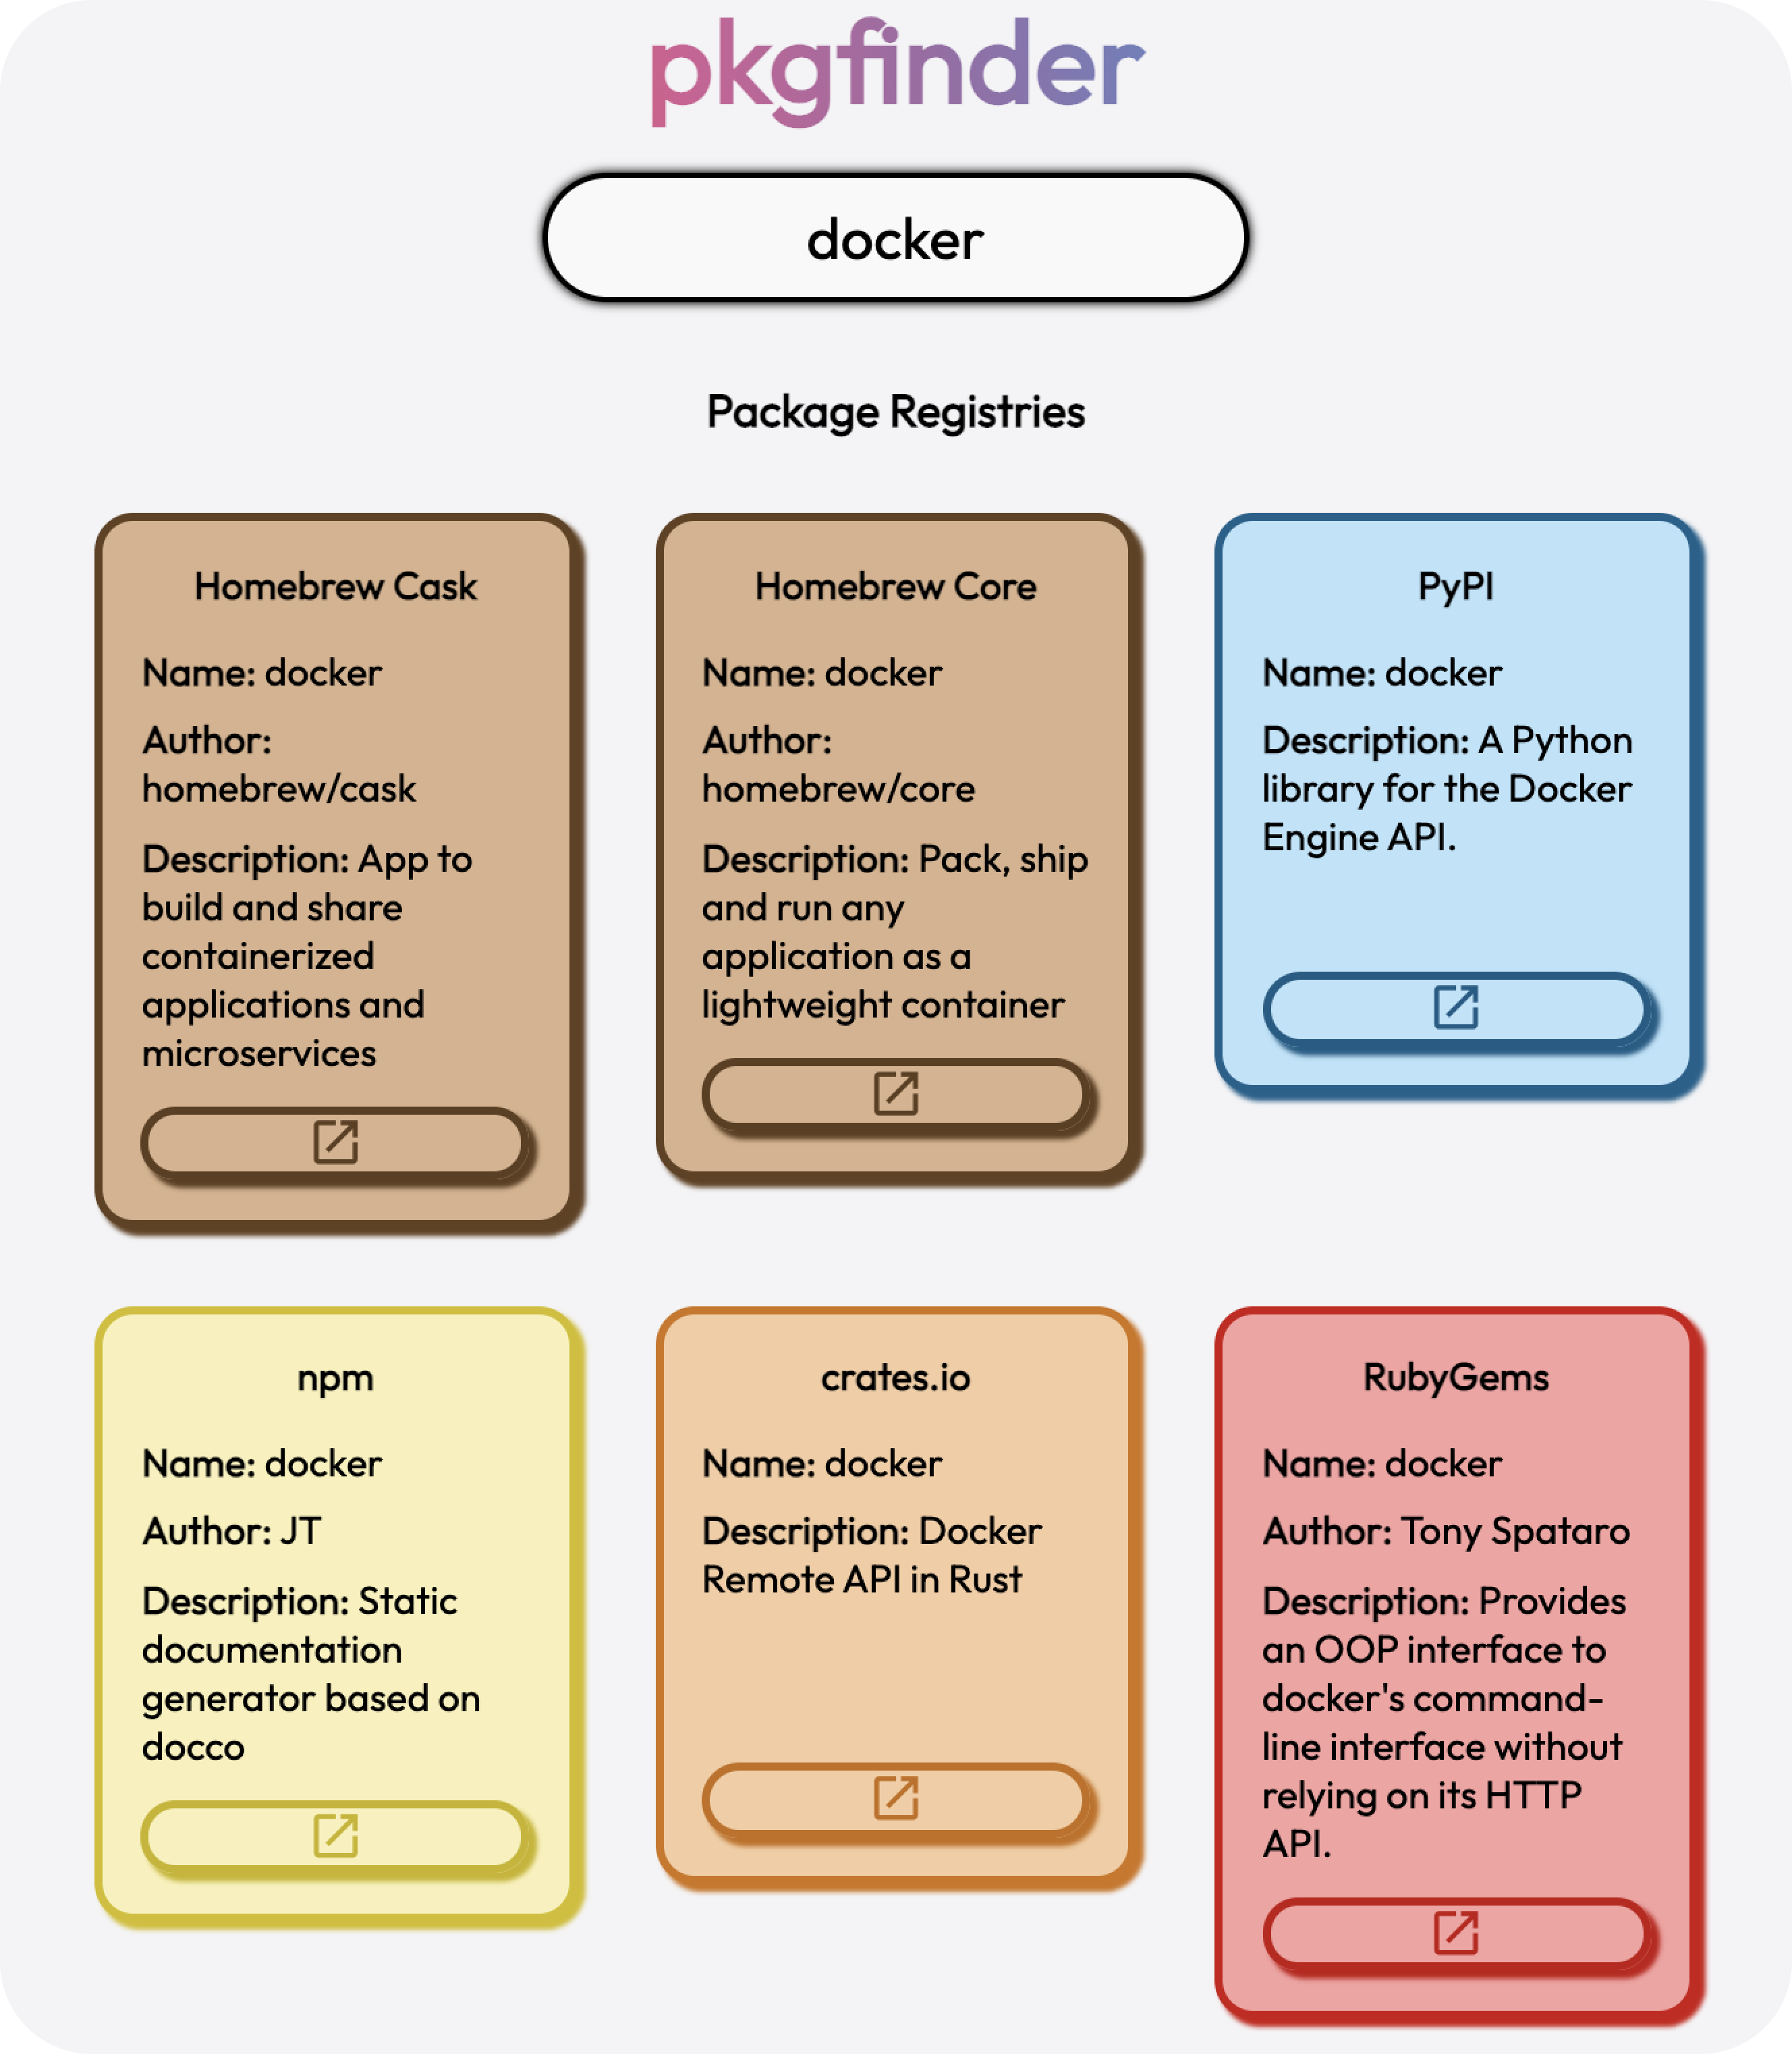 pkgfinder
docker
Package Registries
Homebrew Cask
Name: docker
Author:
homebrew/cask
Description: App to
build and share
containerized
applications and
microservices
Homebrew Core
Name: docker
Author:
homebrew/core
Description: Pack, ship
and run any
application as a
lightweight container
PyPI
Name: docker
Description: A Python
library for the Docker
Engine API.
npm
Name: docker
Author: JT
Description: Static
documentation
generator based on
docco
crates.io
Name: docker
Description: Docker
Remote API in Rust
RubyGems
Name: docker
Author: Tony Spataro
Description: Provides
an OOP interface to
docker's command-
line interface without
relying on its HTTP
API.